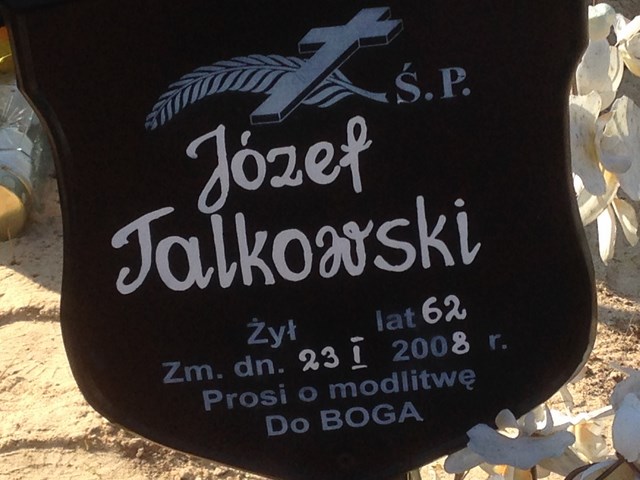 Ś.P.
Józef
Talkowski
Żył lat 62
Zm. dn. 23 I 2008 r.
Prosi o modlitwę
Do BOGA